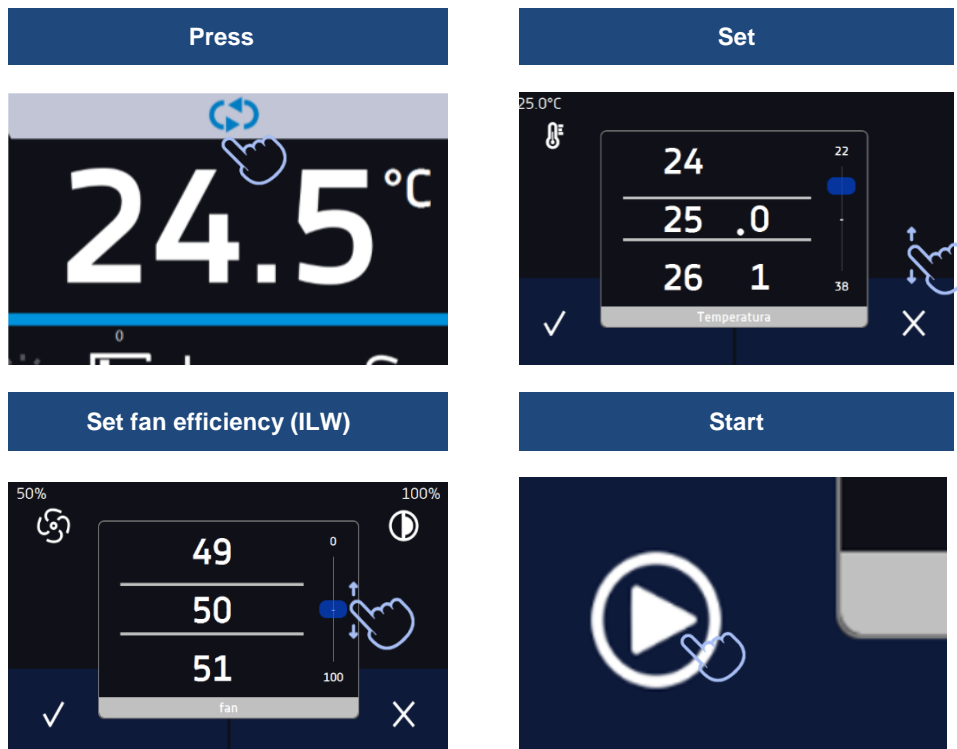 Press
24.5°C
0
Set
25.0°C
24
25 .0
26 1
22
-
38
Temperatura
Set fan efficiency (ILW)
50%
100%
49
50
51
0
-
100
fan
Start